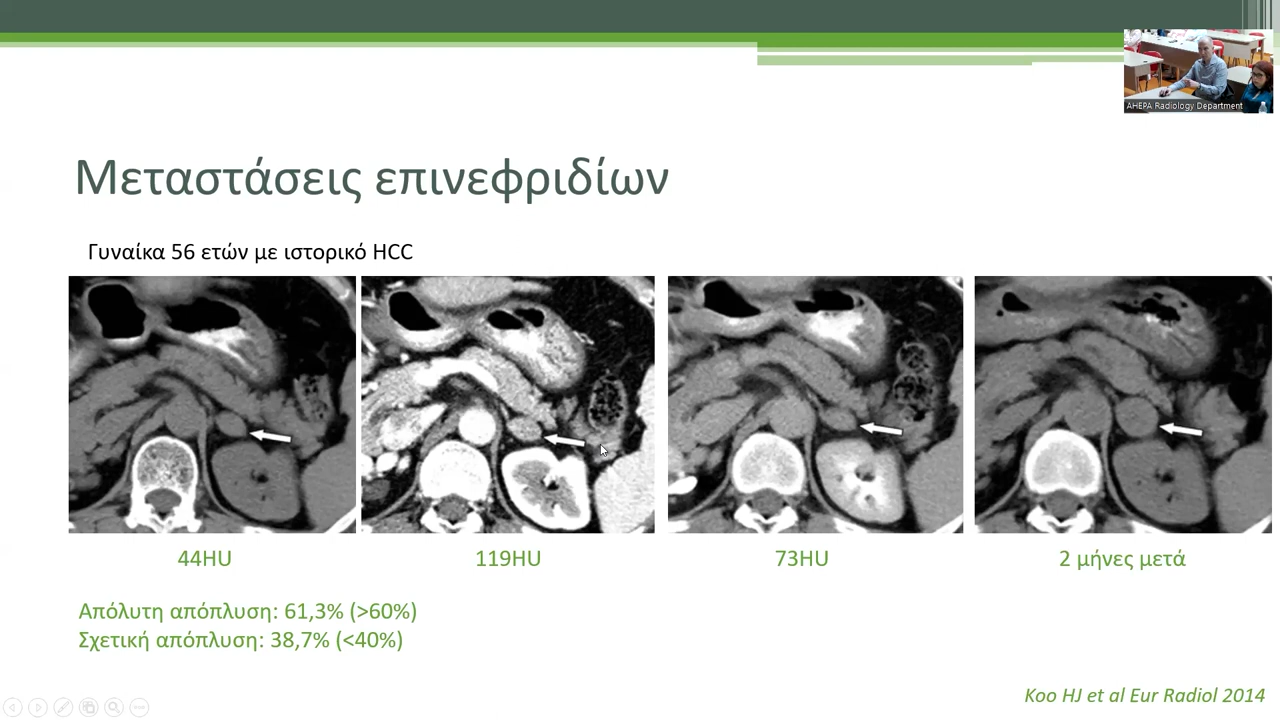 AHEPA Radiology Department
Μεταστάσεις επινεφριδίων
Γυναίκα 56 ετών με ιστορικό HCC
44HU
119HU
73HU
2 μήνες μετά
Απόλυτη απόπλυση: 61,3% (>60%)
Σχετική απόπλυση: 38,7% (<40%)
Koo HJ et al Eur Radiol 2014